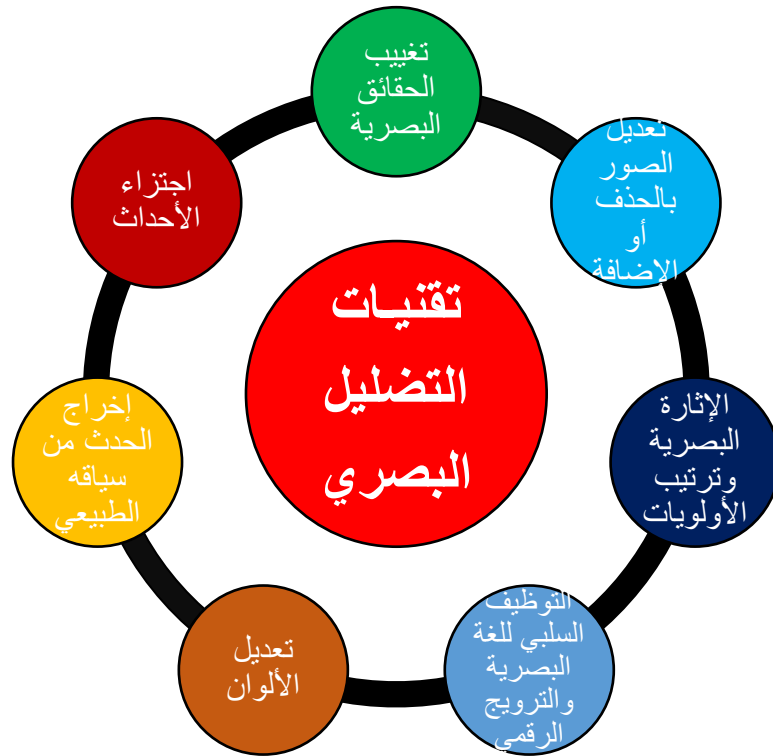 تغييب
الحقائق
البصرية
تعديل
الصور
بالحذف
أو
الإضافة
اجتزاء
الأحداث
تقنيات
التضليل
البصري
الإثارة
البصرية
وترتيب
الأولويات
إخراج
الحدث من
سياقه
الطبيعي
التوظيف
السلبي للغة
البصرية
والترويج
الرقمي
تعديل
الألوان